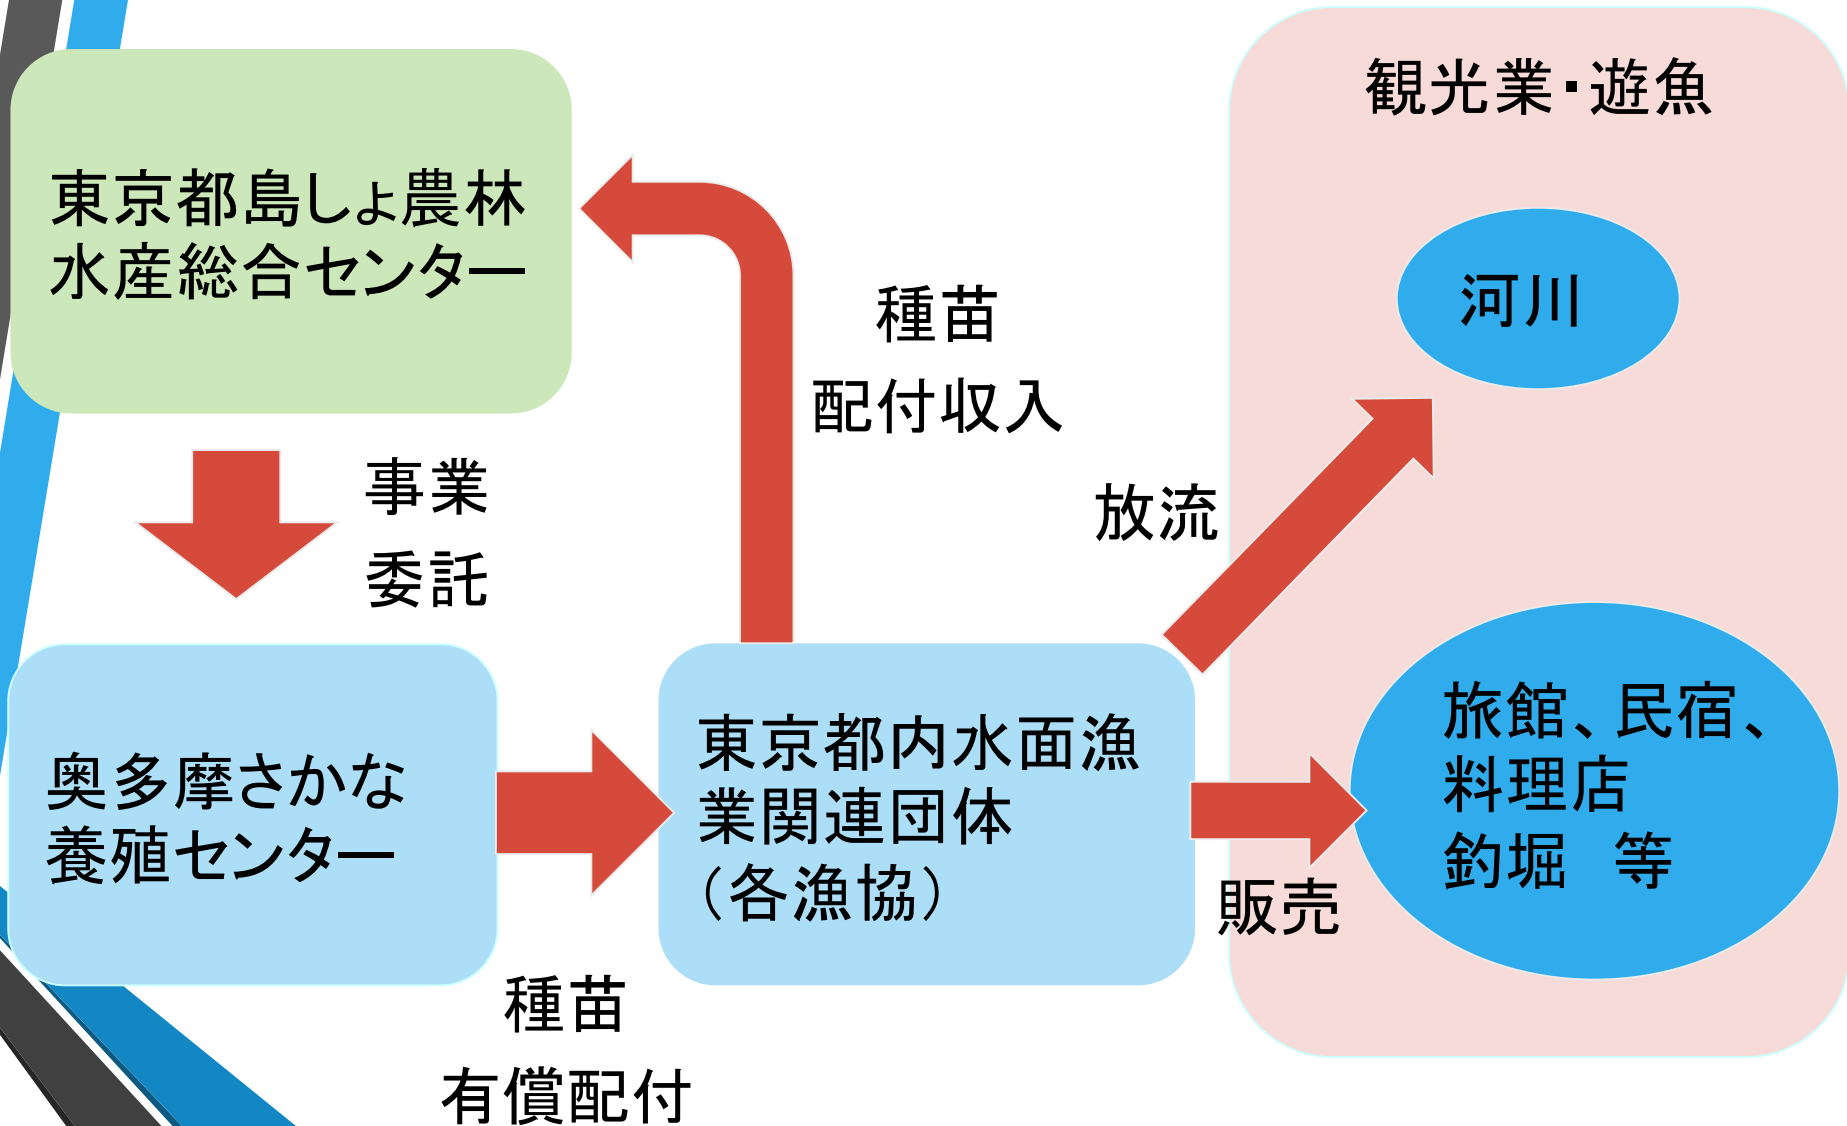 東京都島しょ農林
水産総合センター
事業
委託
奥多摩さかな
養殖センター
種苗
有償配付
種苗
配付収入
東京都内水面漁
業関連団体
（各漁協）
放流
販売
観光業・遊魚
河川
旅館、民宿、
料理店
釣堀　等